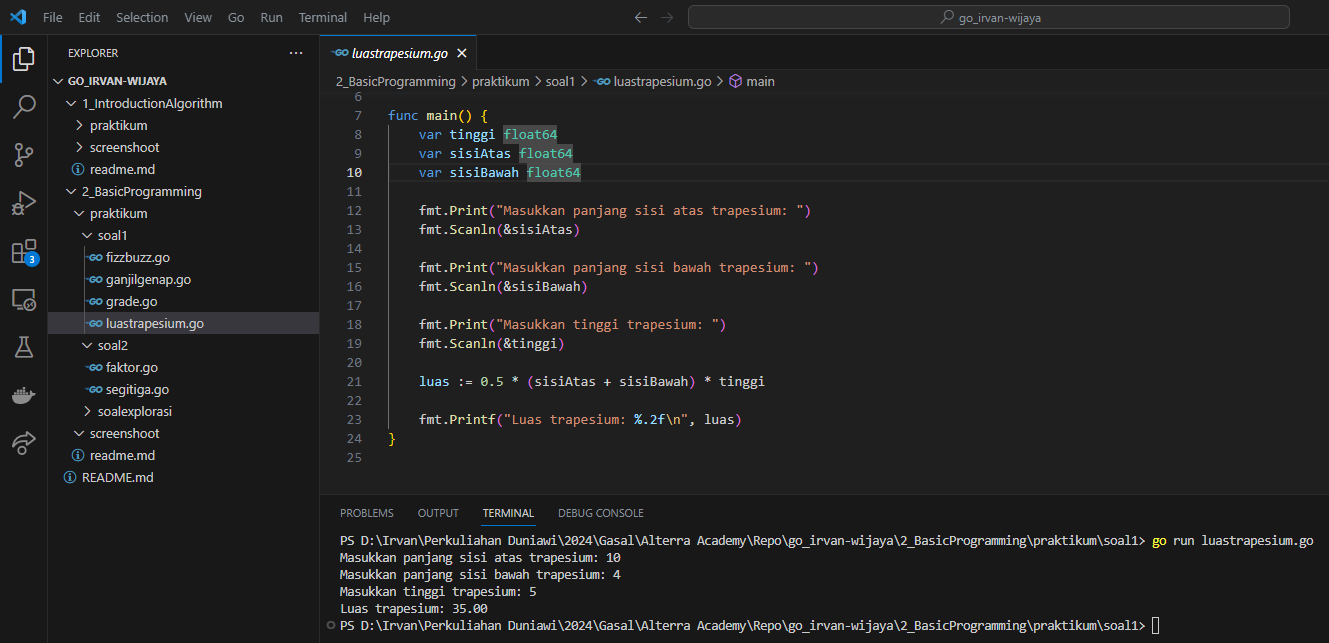 File Edit Selection View Go Run Terminal Help
go_irvan-wijaya
EXPLORER
GO_IRVAN-WIJAYA
1_IntroductionAlgorithm
praktikum
screenshoot
readme.md
2_BasicProgramming
praktikum
soal1
fizzbuzz.go
ganjilgenap.go
grade.go
luastrapesium.go
soal2
faktor.go
segitiga.go
soalexplorasi
screenshoot
readme.md
README.md
3
GO luastrapesium.go
2_BasicProgramming > praktikum > soal1 > GO luastrapesium.go > main
6
7 func main() {
8 var tinggi float64
9 var sisiAtas float64
10 var sisiBawah float64
11
12 fmt.Print("Masukkan panjang sisi atas trapesium: ")
13 fmt.Scanln(&sisiAtas)
14
15 fmt.Print("Masukkan panjang sisi bawah trapesium: ")
16 fmt.Scanln(&sisiBawah)
17
18 fmt.Print("Masukkan tinggi trapesium: ")
19 fmt.Scanln(&tinggi)
20
21 luas := 0.5 * (sisiAtas + sisiBawah) * tinggi
22
23 fmt.Printf("Luas trapesium: %.2f\n", luas)
24 }
25
PROBLEMS OUTPUT TERMINAL DEBUG CONSOLE
PS D:\Irvan\Perkuliahan Duniawi\2024\Gasal\Alterra Academy\Repo\go_irvan-wijaya\2_BasicProgramming\praktikum\soal1> go run luastrapesium.go
Masukkan panjang sisi atas trapesium: 10
Masukkan panjang sisi bawah trapesium: 4
Masukkan tinggi trapesium: 5
Luas trapesium: 35.00
PS D:\Irvan\Perkuliahan Duniawi\2024\Gasal\Alterra Academy\Repo\go_irvan-wijaya\2_BasicProgramming\praktikum\soal1>